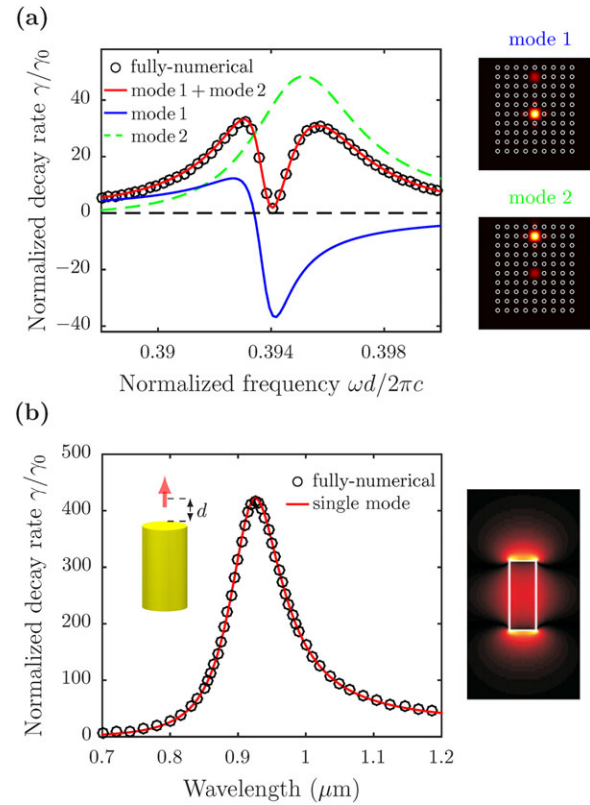 (a)
mode 1
Normalized decay rate γ/γ₀
40
20
0
−20
−40
fully-numerical
mode 1 + mode 2
mode 1
mode 2
0.39
0.394
0.398
Normalized frequency ωd/2πc
mode 2
(b)
Normalized decay rate γ/γ₀
500
400
300
200
100
0
d
fully-numerical
single mode
0.7
0.8
0.9
1
1.1
1.2
Wavelength (μm)